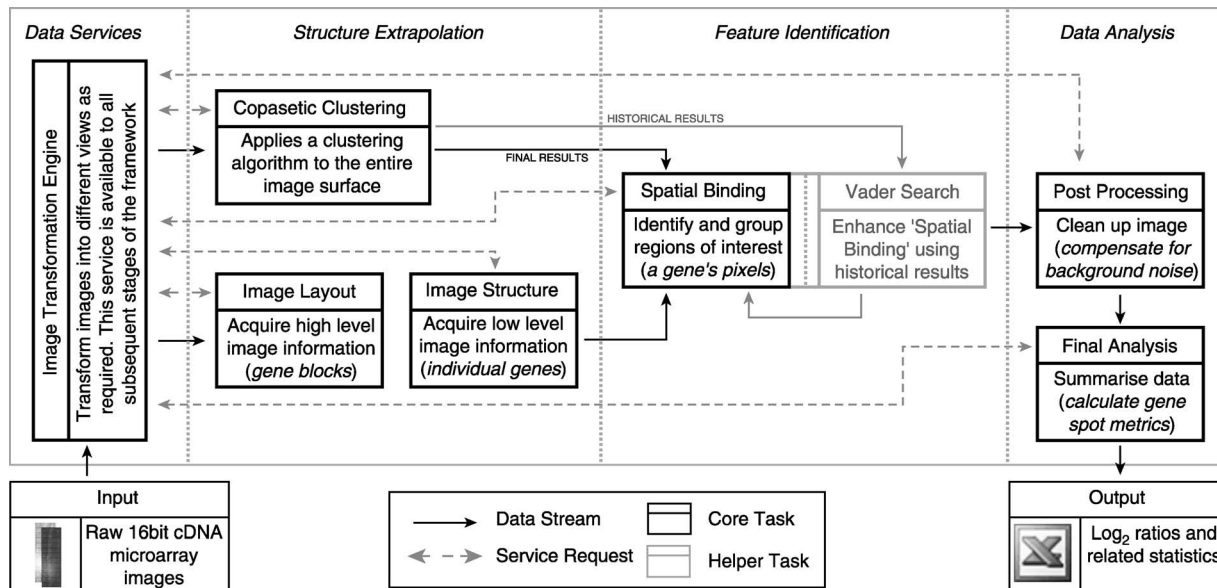 Data Services
Structure Extrapolation
Feature Identification
Data Analysis
Image Transformation Engine
Transform images into different views as
required. This service is available to all
subsequent stages of the framework
Copasetic Clustering
Applies a clustering
algorithm to the entire
image surface
HISTORICAL RESULTS
FINAL RESULTS
Image Layout
Acquire high level
image information
(gene blocks)
Image Structure
Acquire low level
image information
(individual genes)
Spatial Binding
Identify and group
regions of interest
(a gene's pixels)
Vader Search
Enhance 'Spatial
Binding' using
historical results
Post Processing
Clean up image
(compensate for
background noise)
Final Analysis
Summarise data
(calculate gene
spot metrics)
Input
Raw 16bit cDNA
microarray
images
Data Stream
Service Request
Core Task
Helper Task
Output
Log₂ ratios and
related statistics